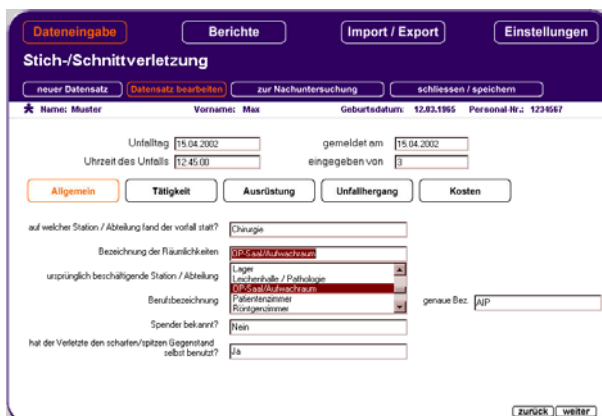 Dateneingabe Berichte Import / Export Einstellungen
Stich-/Schnittverletzung
neuer Datensatz Datensatz bearbeiten zur Nachuntersuchung schliessen / speichern
Name: Muster Vorname: Max Geburtsdatum: 12.03.1965 Personal-Nr.: 1234567
Unfalltag 15.04.2002 gemeldet am 15.04.2002
Uhrzeit des Unfalls 12:45:00 eingegeben von 3
Allgemein Tätigkeit Ausrüstung Unfallhergang Kosten
auf welcher Station / Abteilung fand der vorfall statt? Chirurgie
Bezeichnung der Räumlichkeiten OP-Saal/Aufwachraum
ursprünglich beschäftigende Station / Abteilung
Lager
Leichenhalle / Pathologie
OP-Saal/Aufwachraum
Berufsbezeichnung Patientenzimmer genaue Bez. AIP
Röntgenzimmer
Spender bekannt? Nein
hat der Verletzte den scharfen/spitzen Gegenstand
selbst benutzt? Ja
zurück weiter